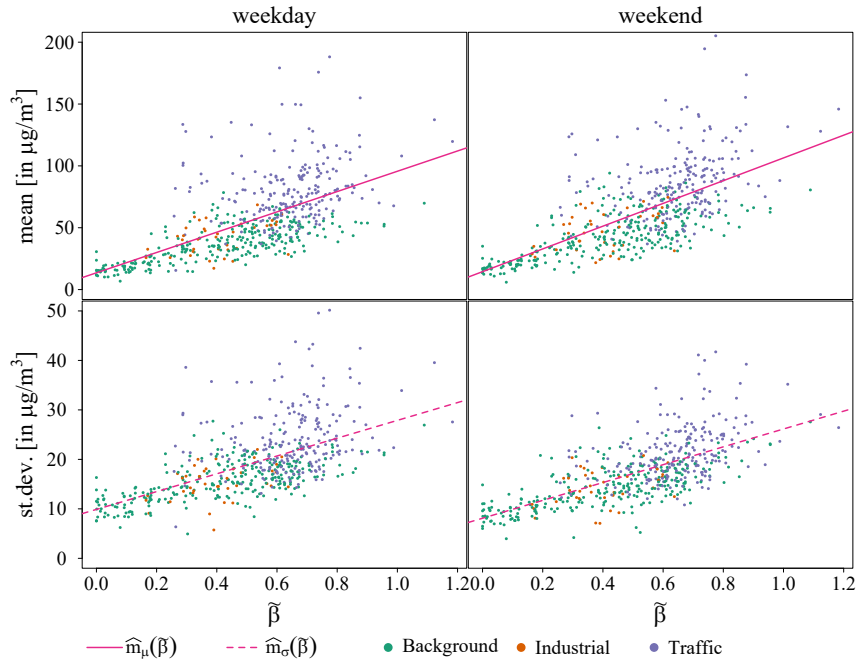 weekday weekend
mean [in μg/m³]
200
150
100
50
0
st.dev. [in μg/m³]
50
40
30
20
10
0
0.0 0.2 0.4 0.6 0.8 1.0 1.2 0.0 0.2 0.4 0.6 0.8 1.0 1.2
β̃ β̃
m̂_μ(β̃) m̂_σ(β̃) Background Industrial Traffic